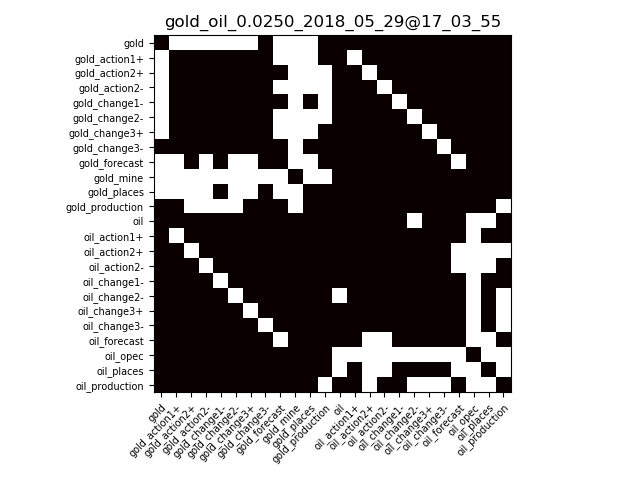 gold_oil_0.0250_2018_05_29@17_03_55
gold
gold_action1+
gold_action2+
gold_action2-
gold_change1-
gold_change2-
gold_change3+
gold_change3-
gold_forecast
gold_mine
gold_places
gold_production
oil
oil_action1+
oil_action2+
oil_action2-
oil_change1-
oil_change2-
oil_change3+
oil_change3-
oil_forecast
oil_opec
oil_places
oil_production
gold
gold_action1+
gold_action2+
gold_action2-
gold_change1-
gold_change2-
gold_change3+
gold_change3-
gold_forecast
gold_mine
gold_places
gold_production
oil
oil_action1+
oil_action2+
oil_action2-
oil_change1-
oil_change2-
oil_change3+
oil_change3-
oil_forecast
oil_opec
oil_places
oil_production